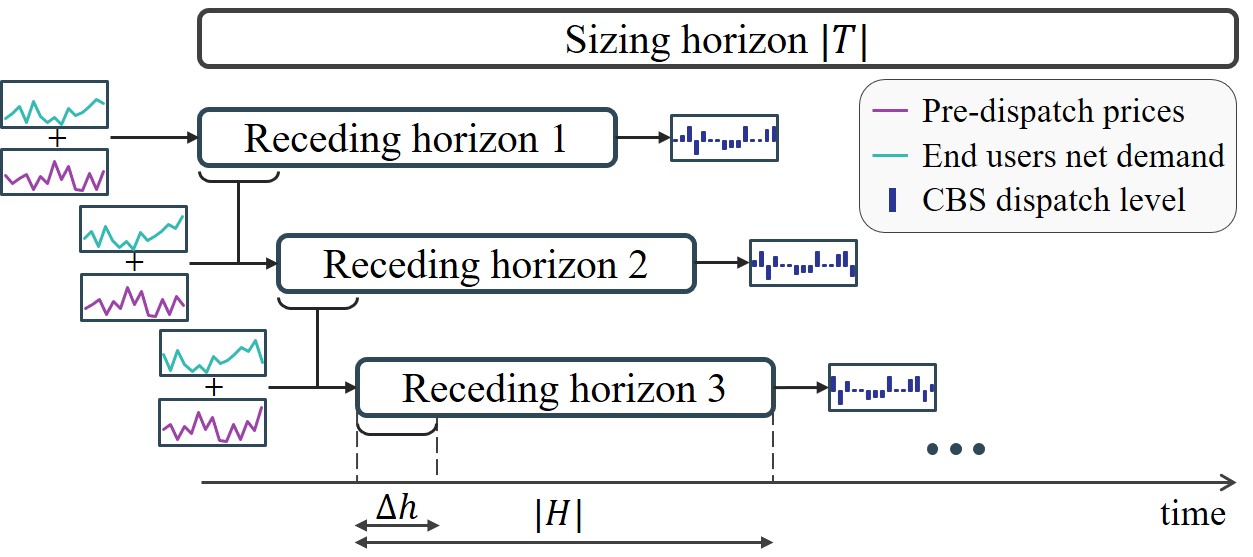 Sizing horizon |T|
Pre-dispatch prices
End users net demand
CBS dispatch level
+
Receding horizon 1
+
Receding horizon 2
+
Receding horizon 3
Δh
|H|
time